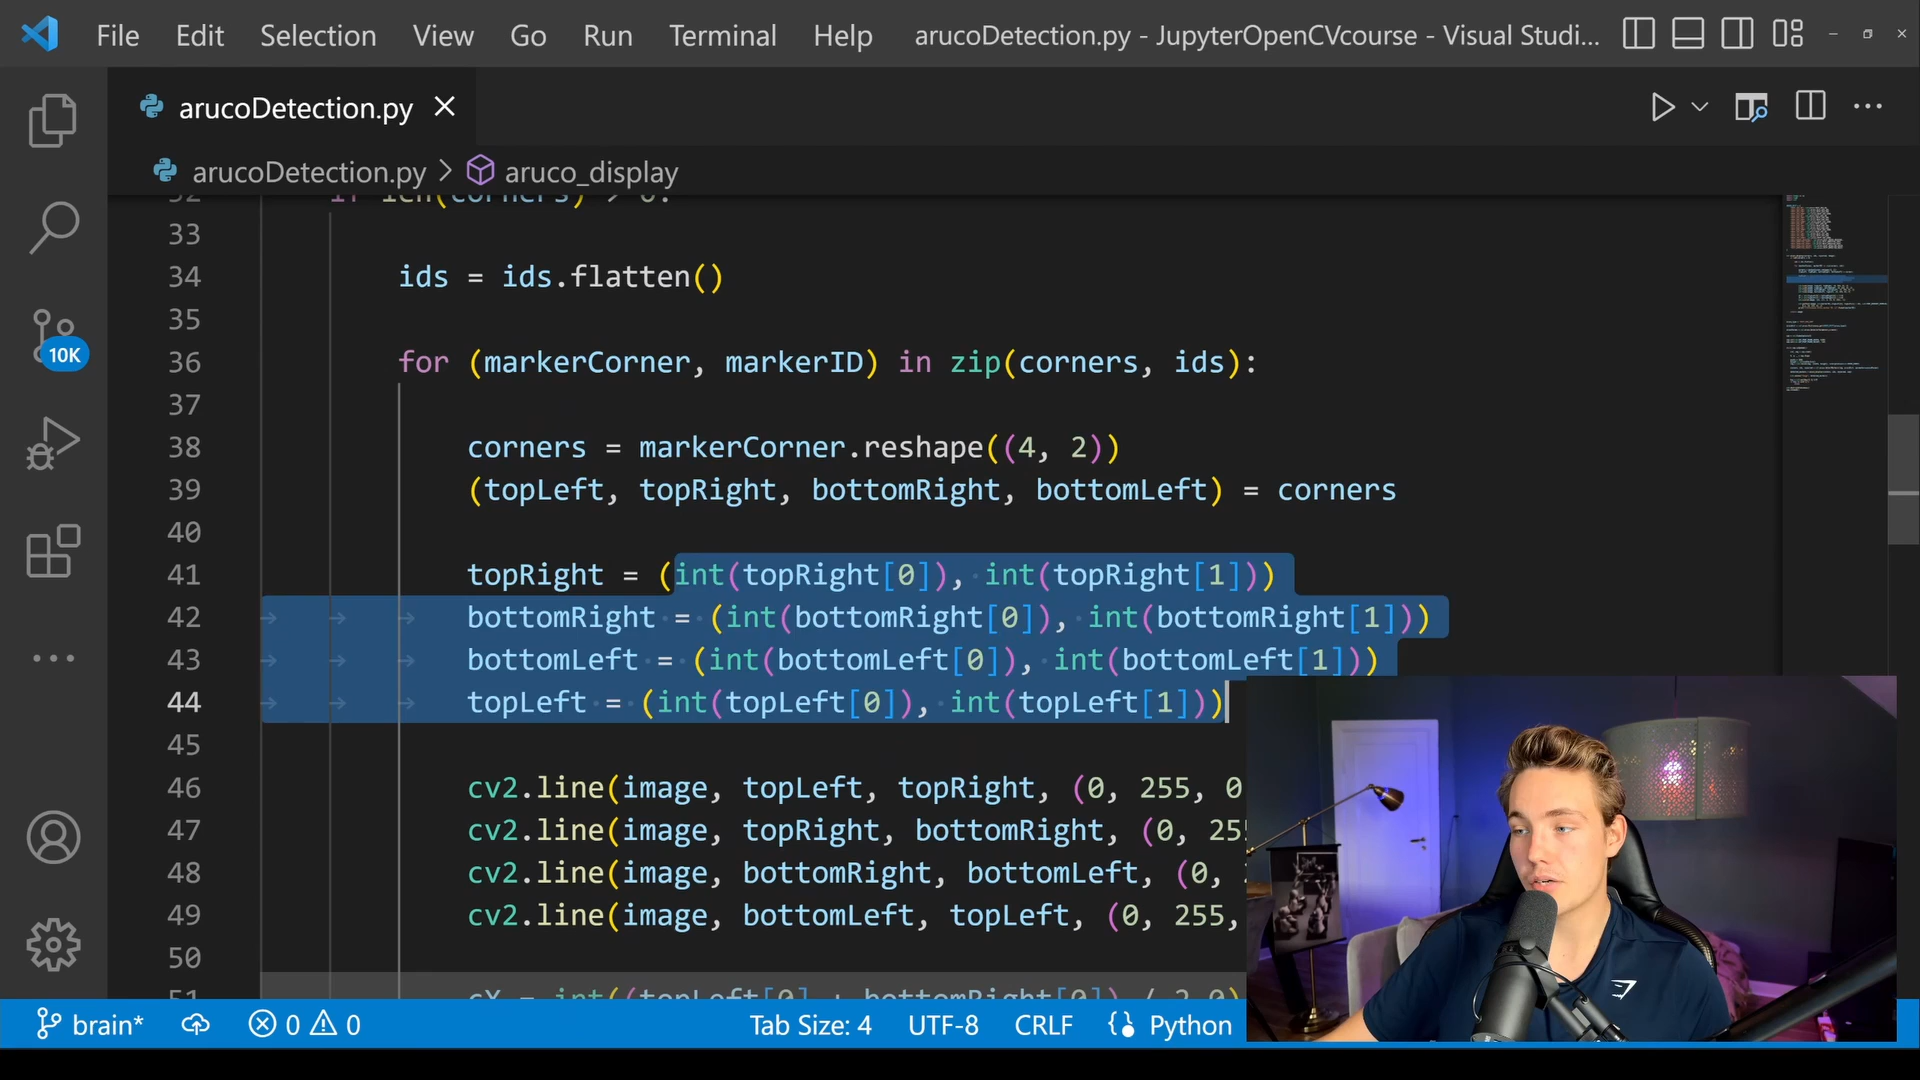 File Edit Selection View Go Run Terminal Help arucoDetection.py - JupyterOpenCVcourse - Visual Studi...
arucoDetection.py
arucoDetection.py > aruco_display
32 if len(corners) > 0:
33
34 ids = ids.flatten()
35
36 for (markerCorner, markerID) in zip(corners, ids):
37
38 corners = markerCorner.reshape((4, 2))
39 (topLeft, topRight, bottomRight, bottomLeft) = corners
40
41 topRight = (int(topRight[0]), int(topRight[1]))
42 bottomRight = (int(bottomRight[0]), int(bottomRight[1]))
43 bottomLeft = (int(bottomLeft[0]), int(bottomLeft[1]))
44 topLeft = (int(topLeft[0]), int(topLeft[1]))
45
46 cv2.line(image, topLeft, topRight, (0, 255, 0
47 cv2.line(image, topRight, bottomRight, (0, 255
48 cv2.line(image, bottomRight, bottomLeft, (0,
49 cv2.line(image, bottomLeft, topLeft, (0, 255,
50
51 cX = int((topLeft[0] + bottomRight[0]) / 2.0)
10K
brain* 0 0 Tab Size: 4 UTF-8 CRLF Python